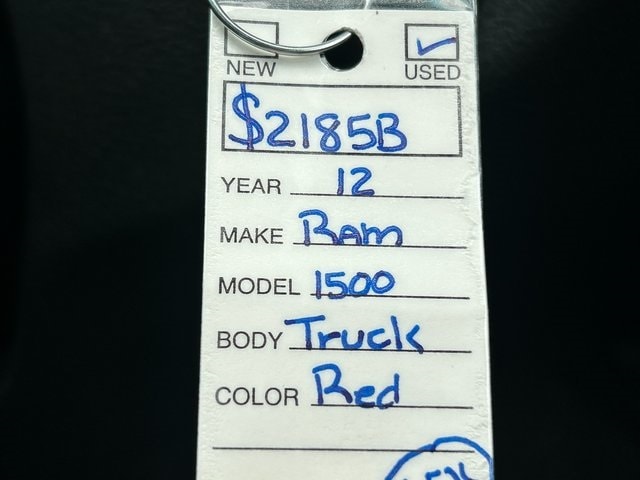 NEW USED
$2185B
YEAR 12
MAKE Ram
MODEL 1500
BODY Truck
COLOR Red